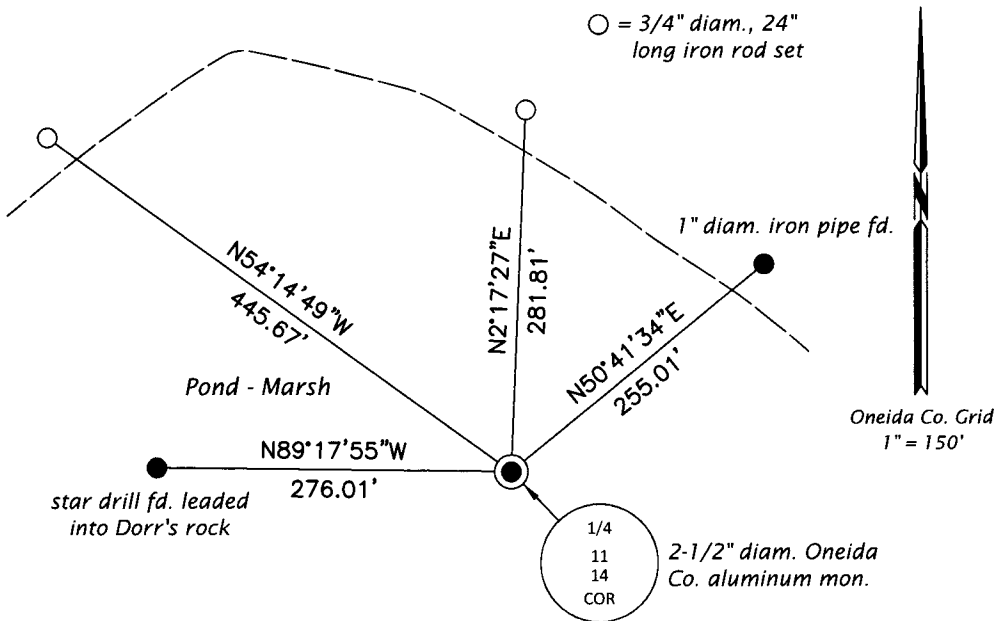 ○ = 3/4" diam., 24"
long iron rod set
1" diam. iron pipe fd.
N54°14'49"W
445.67'
N2°17'27"E
281.81'
N50°41'34"E
255.01'
Pond - Marsh
N
Oneida Co. Grid
1" = 150'
N89°17'55"W
276.01'
star drill fd. leaded
into Dorr's rock
1/4
11
14
COR
2-1/2" diam. Oneida
Co. aluminum mon.